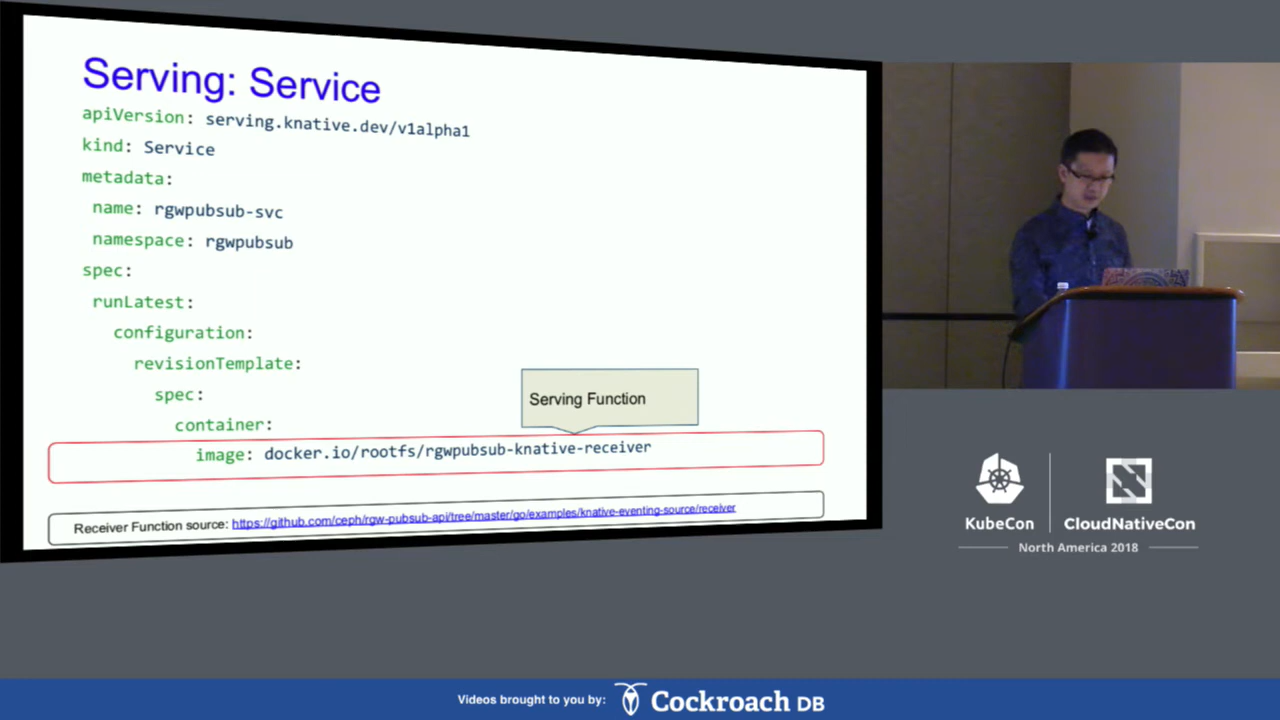 Serving: Service
apiVersion: serving.knative.dev/v1alpha1
kind: Service
metadata:
name: rgwpubsub-svc
namespace: rgwpubsub
spec:
runLatest:
configuration:
revisionTemplate:
spec:
container:
Serving Function
image: docker.io/rootfs/rgwpubsub-knative-receiver
Receiver Function source: https://github.com/ceph/rgw-pubsub-api/tree/master/go/examples/knative-eventing-source/receiver
KubeCon
CloudNativeCon
North America 2018
Videos brought to you by:
Cockroach DB